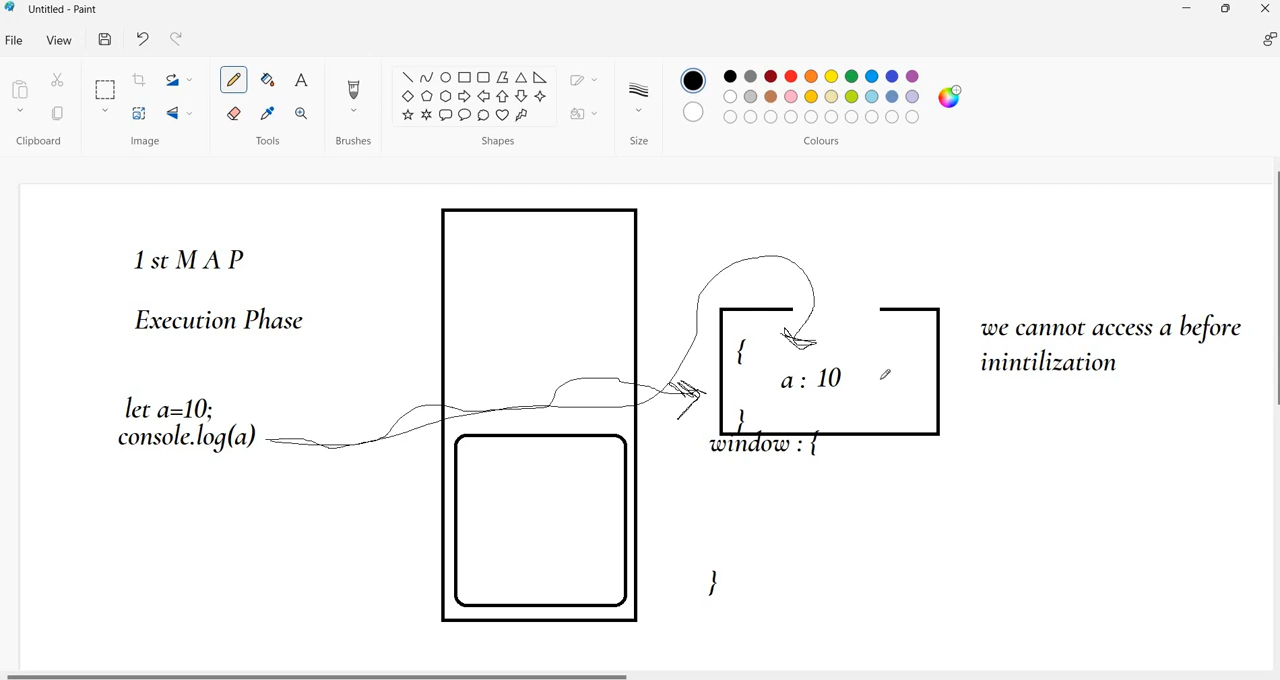 Untitled - Paint
File
View
Clipboard
Image
Tools
Brushes
Shapes
Size
Colours
1 st M A P
Execution Phase
let a=10;
console.log(a)
{
a : 10
}
window : {
}
we cannot access a before
inintilization